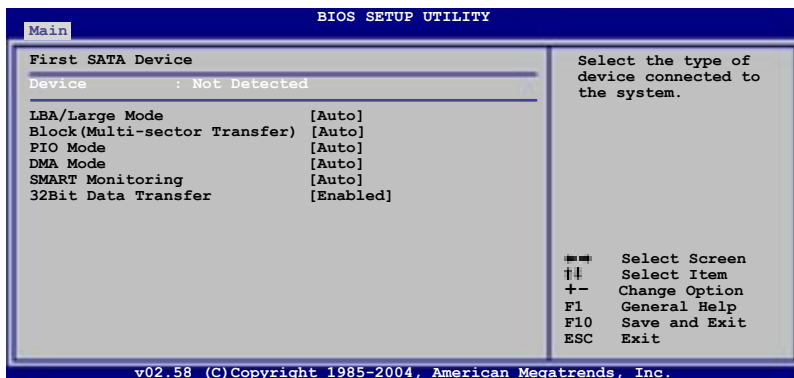 BIOS SETUP UTILITY
Main
First SATA Device
Device : Not Detected
LBA/Large Mode [Auto]
Block(Multi-sector Transfer) [Auto]
PIO Mode [Auto]
DMA Mode [Auto]
SMART Monitoring [Auto]
32Bit Data Transfer [Enabled]
Select the type of
device connected to
the system.
Select Screen
↑↓ Select Item
+- Change Option
F1 General Help
F10 Save and Exit
ESC Exit
v02.58 (C)Copyright 1985-2004, American Megatrends, Inc.